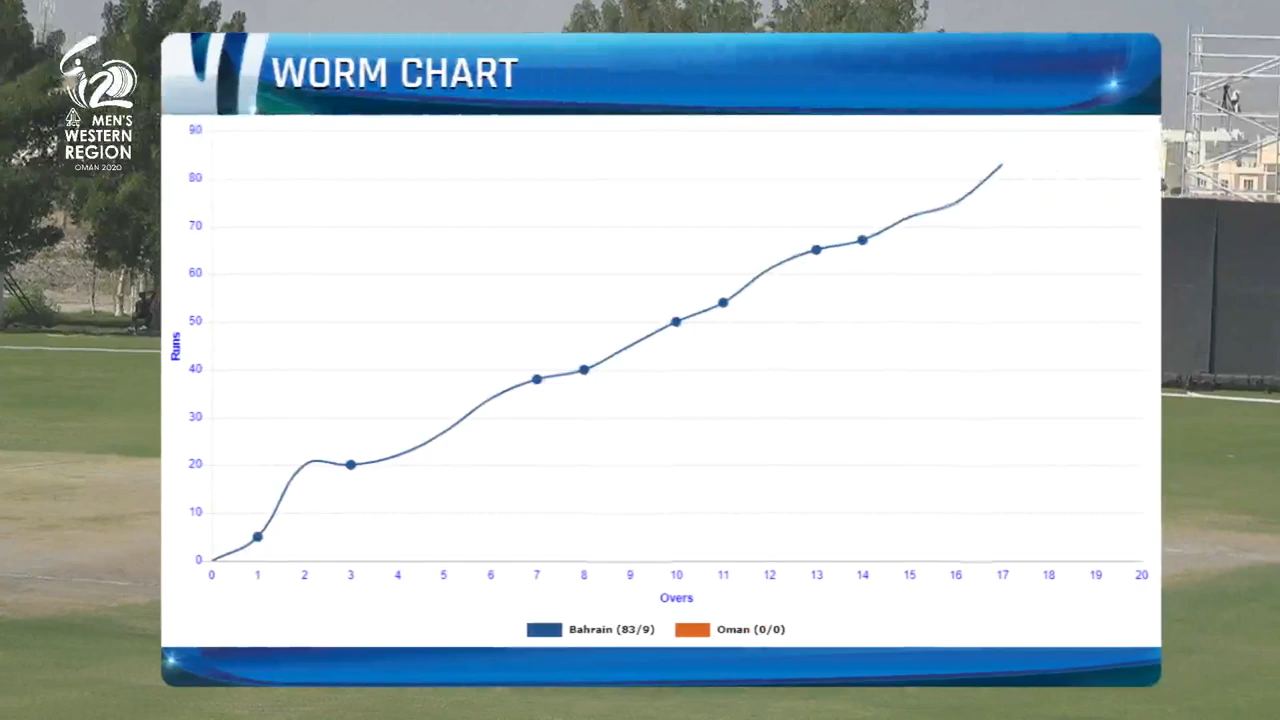 WORM CHART
20
MEN'S
WESTERN
REGION
OMAN 2020
90
80
70
60
50
40
30
20
10
0
Runs
0 1 2 3 4 5 6 7 8 9 10 11 12 13 14 15 16 17 18 19 20
Overs
Bahrain (83/9) Oman (0/0)